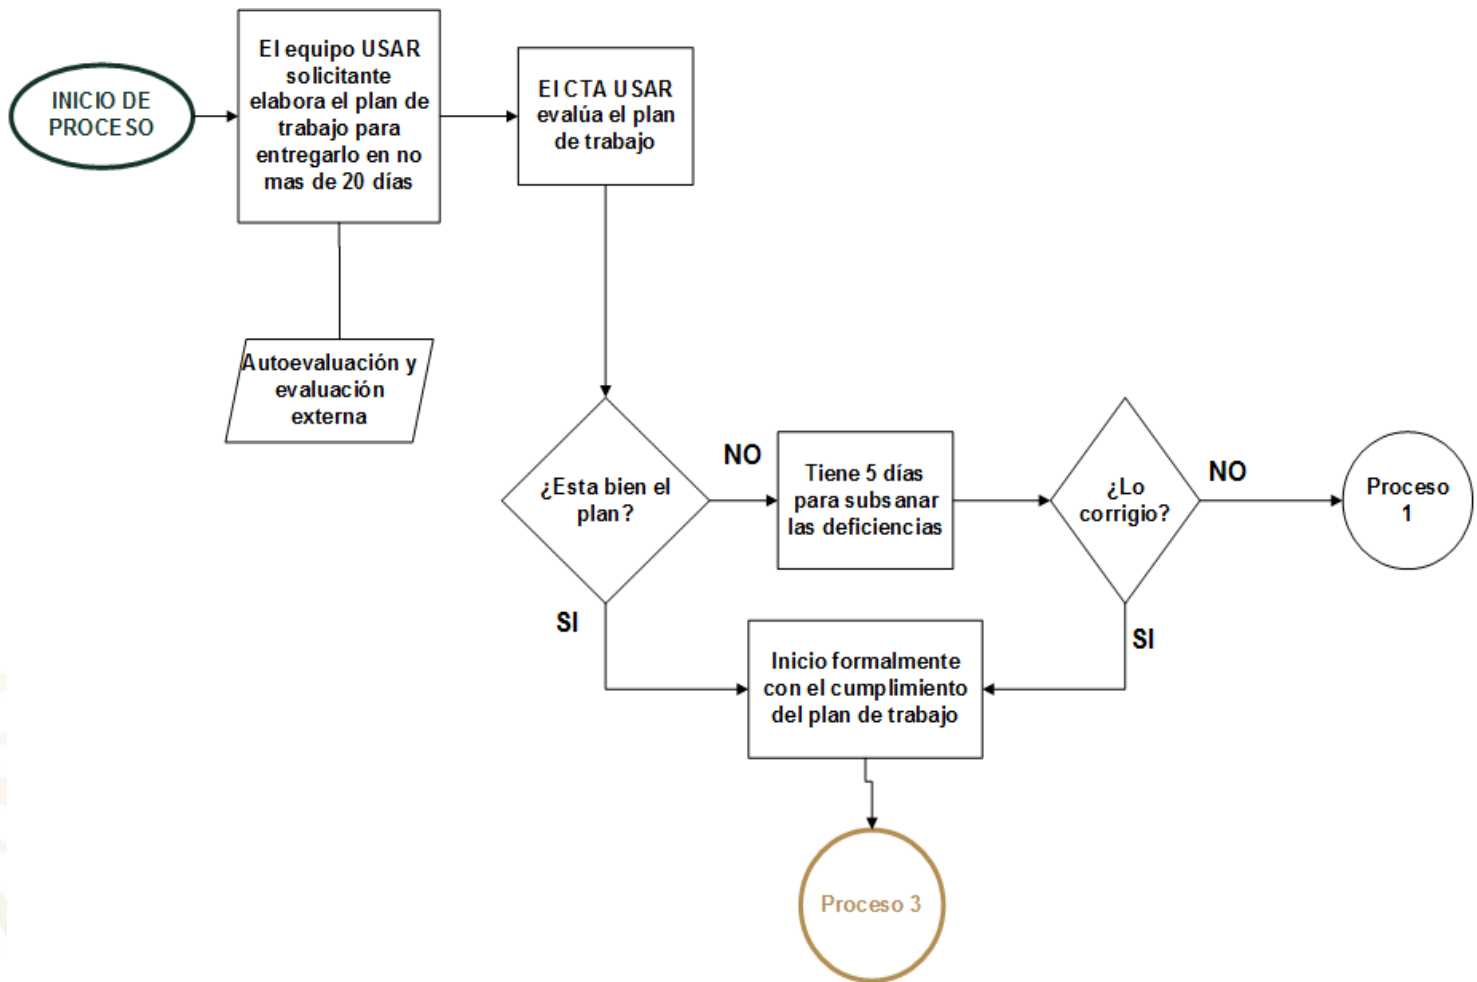 INICIO DE
PROCESO
El equipo USAR
solicitante
elabora el plan de
trabajo para
entregarlo en no
mas de 20 días
El CTA USAR
evalúa el plan
de trabajo
Autoevaluación y
evaluación
externa
¿Esta bien el
plan?
NO
Tiene 5 días
para subsanar
las deficiencias
¿Lo
corrigio?
NO
Proceso
1
SI
Inicio formalmente
con el cumplimiento
del plan de trabajo
SI
Proceso 3